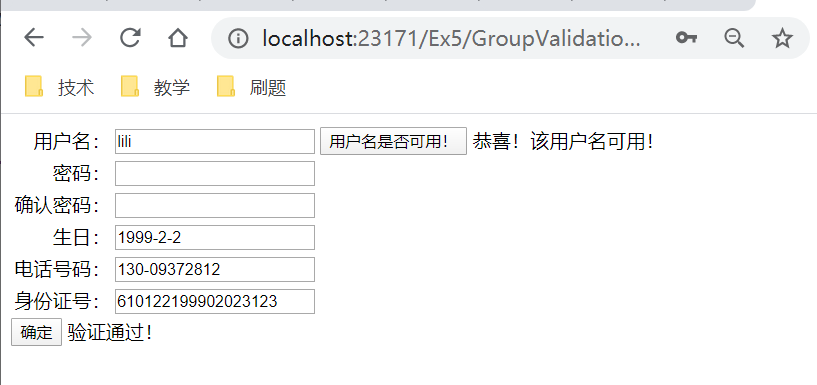 localhost:23171/Ex5/GroupValidatio...
技术 教学 刷题
用户名： lili 用户名是否可用！ 恭喜！该用户名可用！
密码：
确认密码：
生日： 1999-2-2
电话号码： 130-09372812
身份证号： 610122199902023123
确定 验证通过！